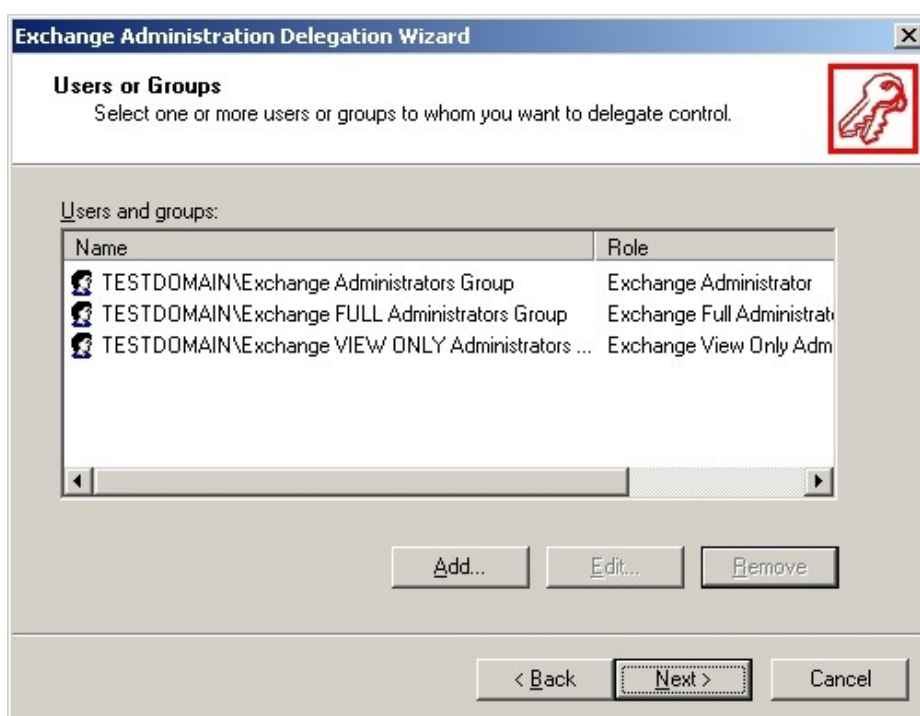 Exchange Administration Delegation Wizard
Users or Groups
Select one or more users or groups to whom you want to delegate control.
Users and groups:
Name Role
TESTDOMAIN\Exchange Administrators Group Exchange Administrator
TESTDOMAIN\Exchange FULL Administrators Group Exchange Full Administrat
TESTDOMAIN\Exchange VIEW ONLY Administrators ... Exchange View Only Adm
Add... Edit... Remove
< Back Next > Cancel